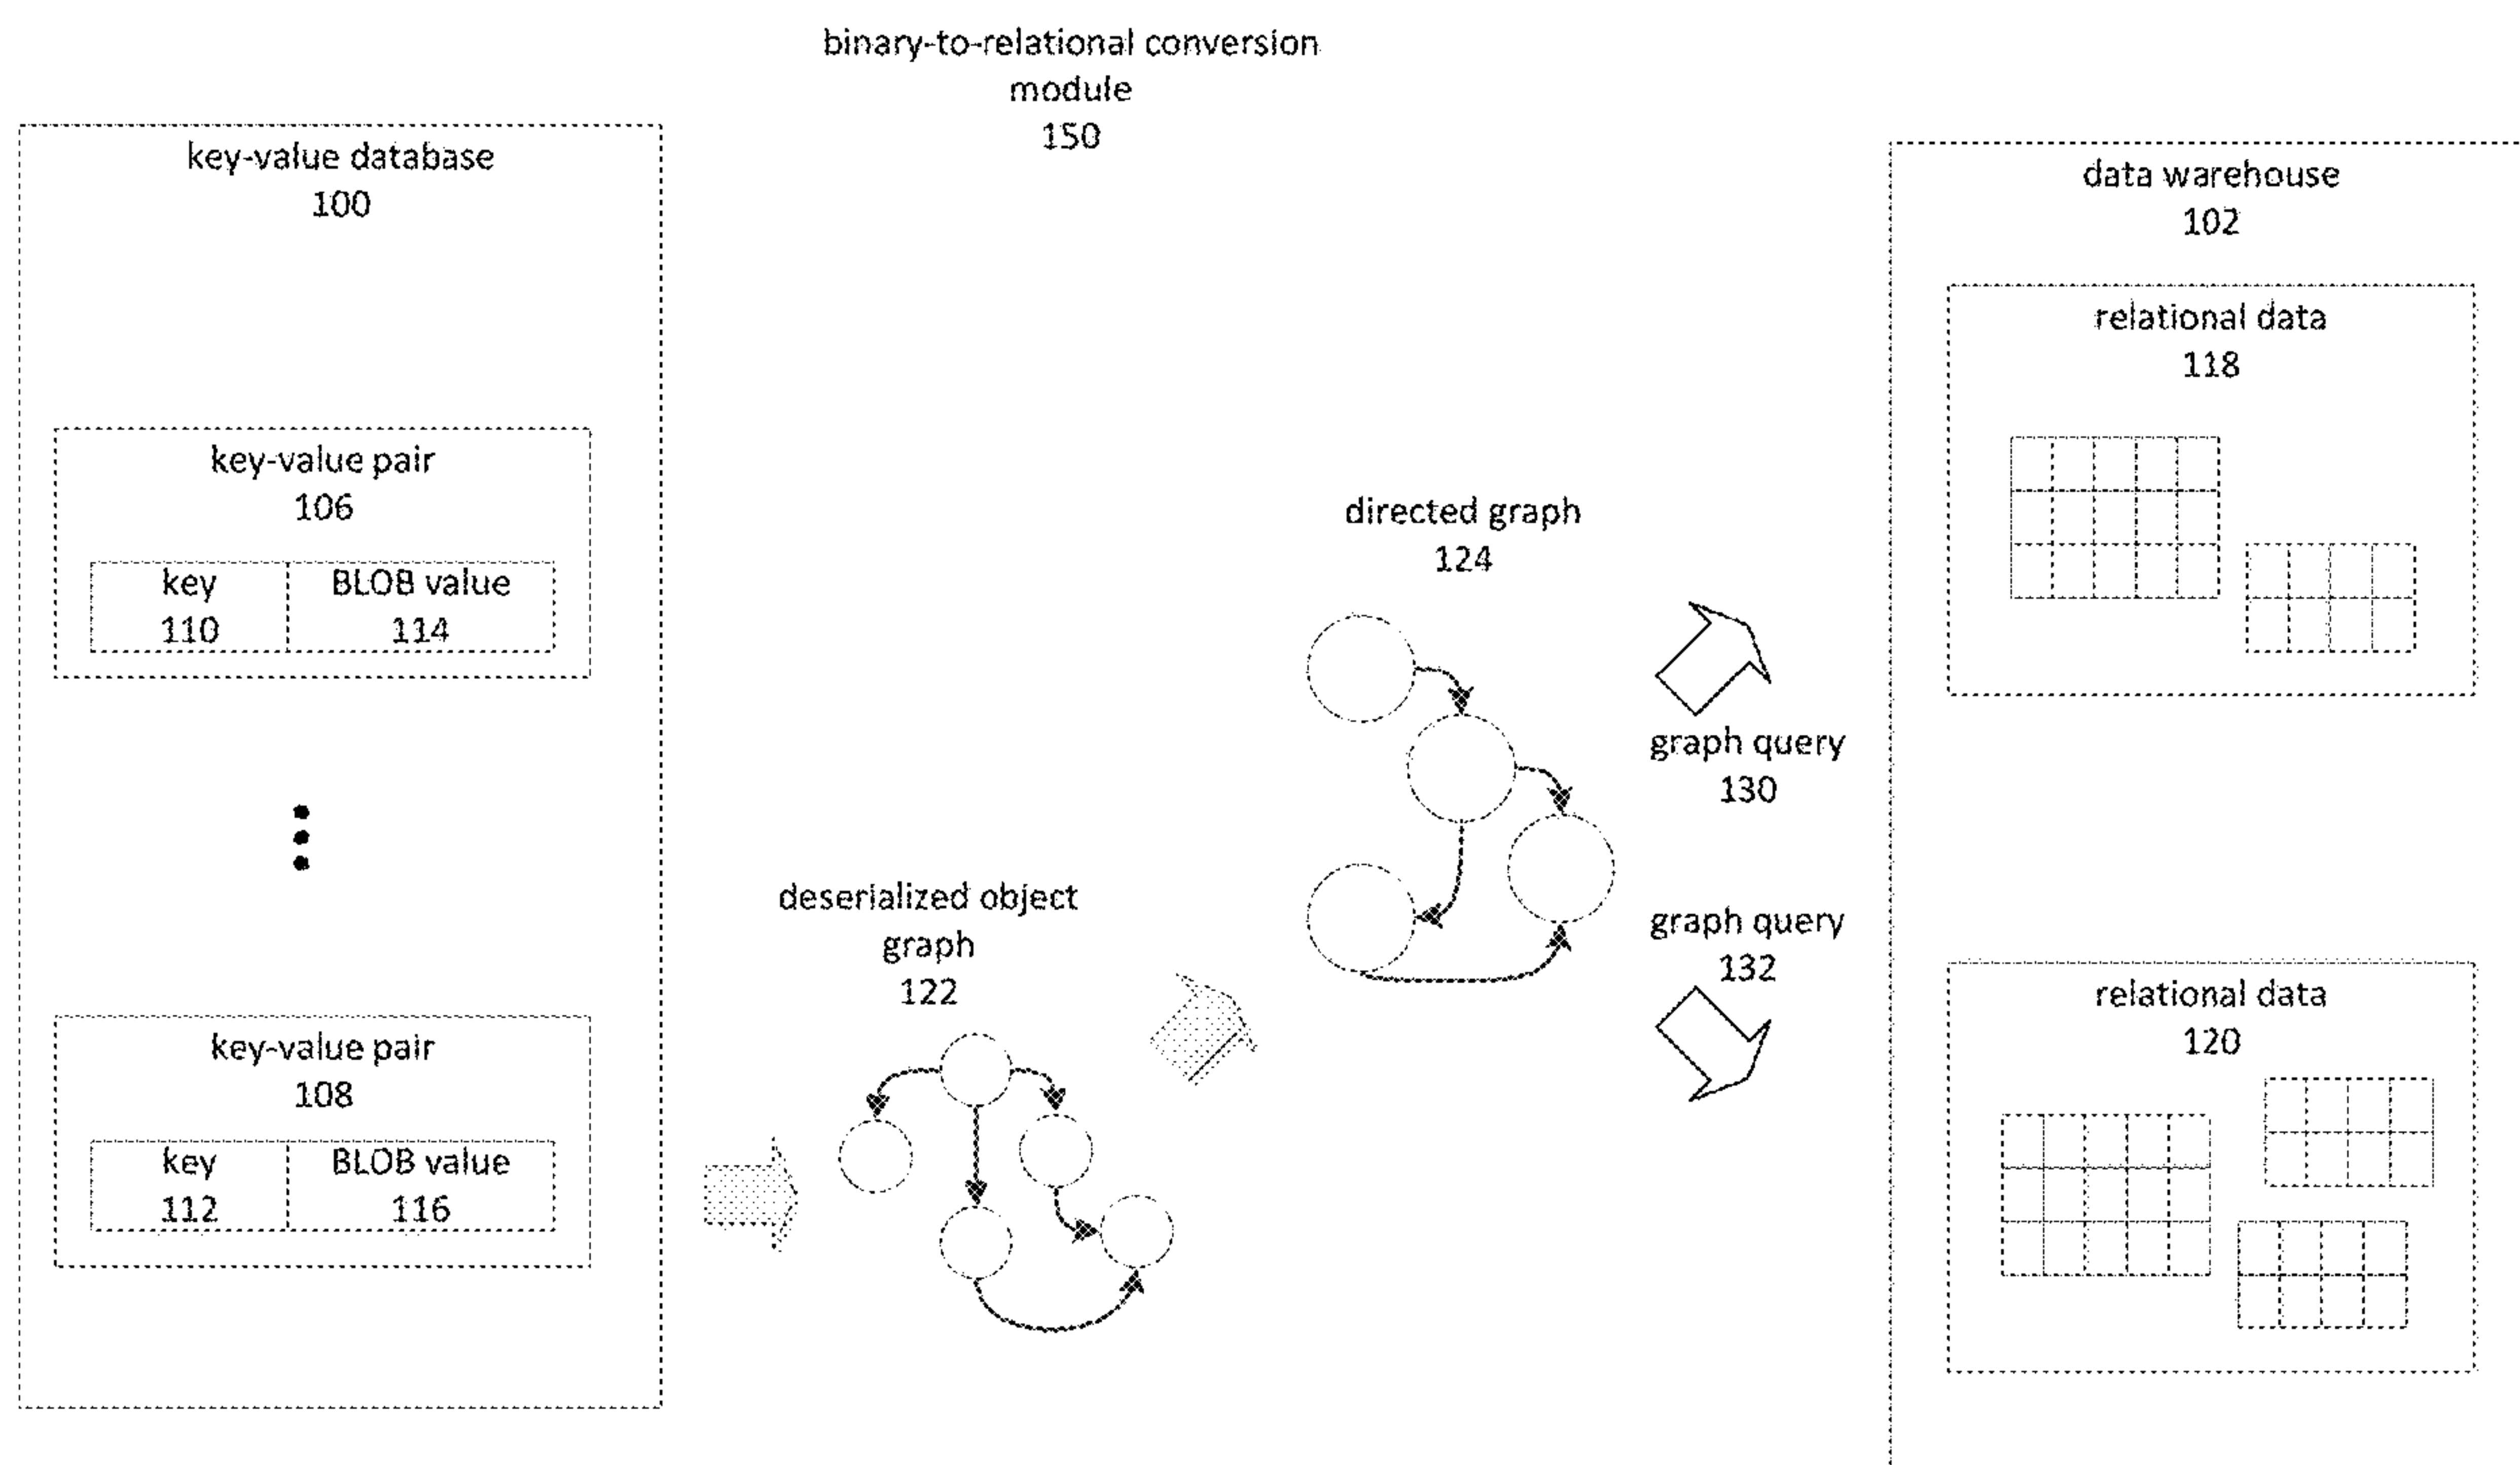 binary-to-relational conversion
module
150
key-value database
100
key-value pair
106
key BLOB value
110 114
key-value pair
108
key BLOB value
112 116
deserialized object
graph
122
directed graph
124
graph query
130
graph query
132
data warehouse
102
relational data
118
relational data
120